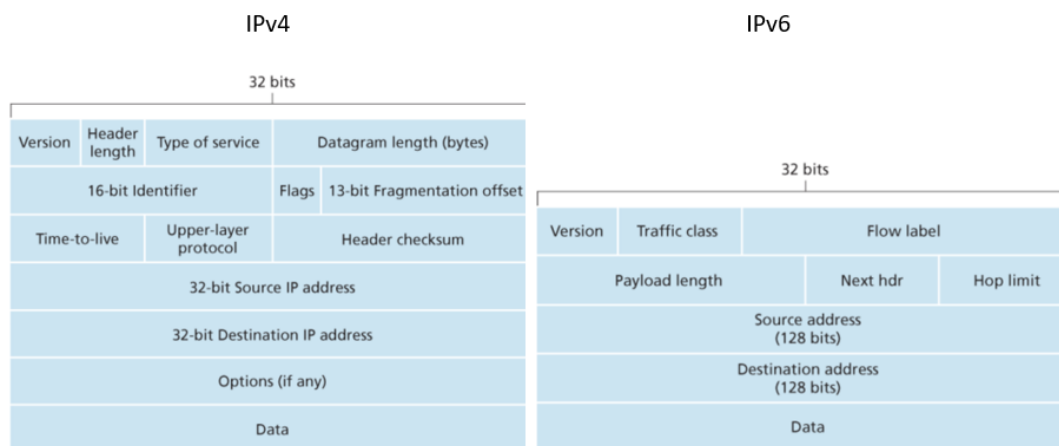 IPv4
32 bits
Version Header length Type of service Datagram length (bytes)
16-bit Identifier Flags 13-bit Fragmentation offset
Time-to-live Upper-layer protocol Header checksum
32-bit Source IP address
32-bit Destination IP address
Options (if any)
Data
IPv6
32 bits
Version Traffic class Flow label
Payload length Next hdr Hop limit
Source address
(128 bits)
Destination address
(128 bits)
Data